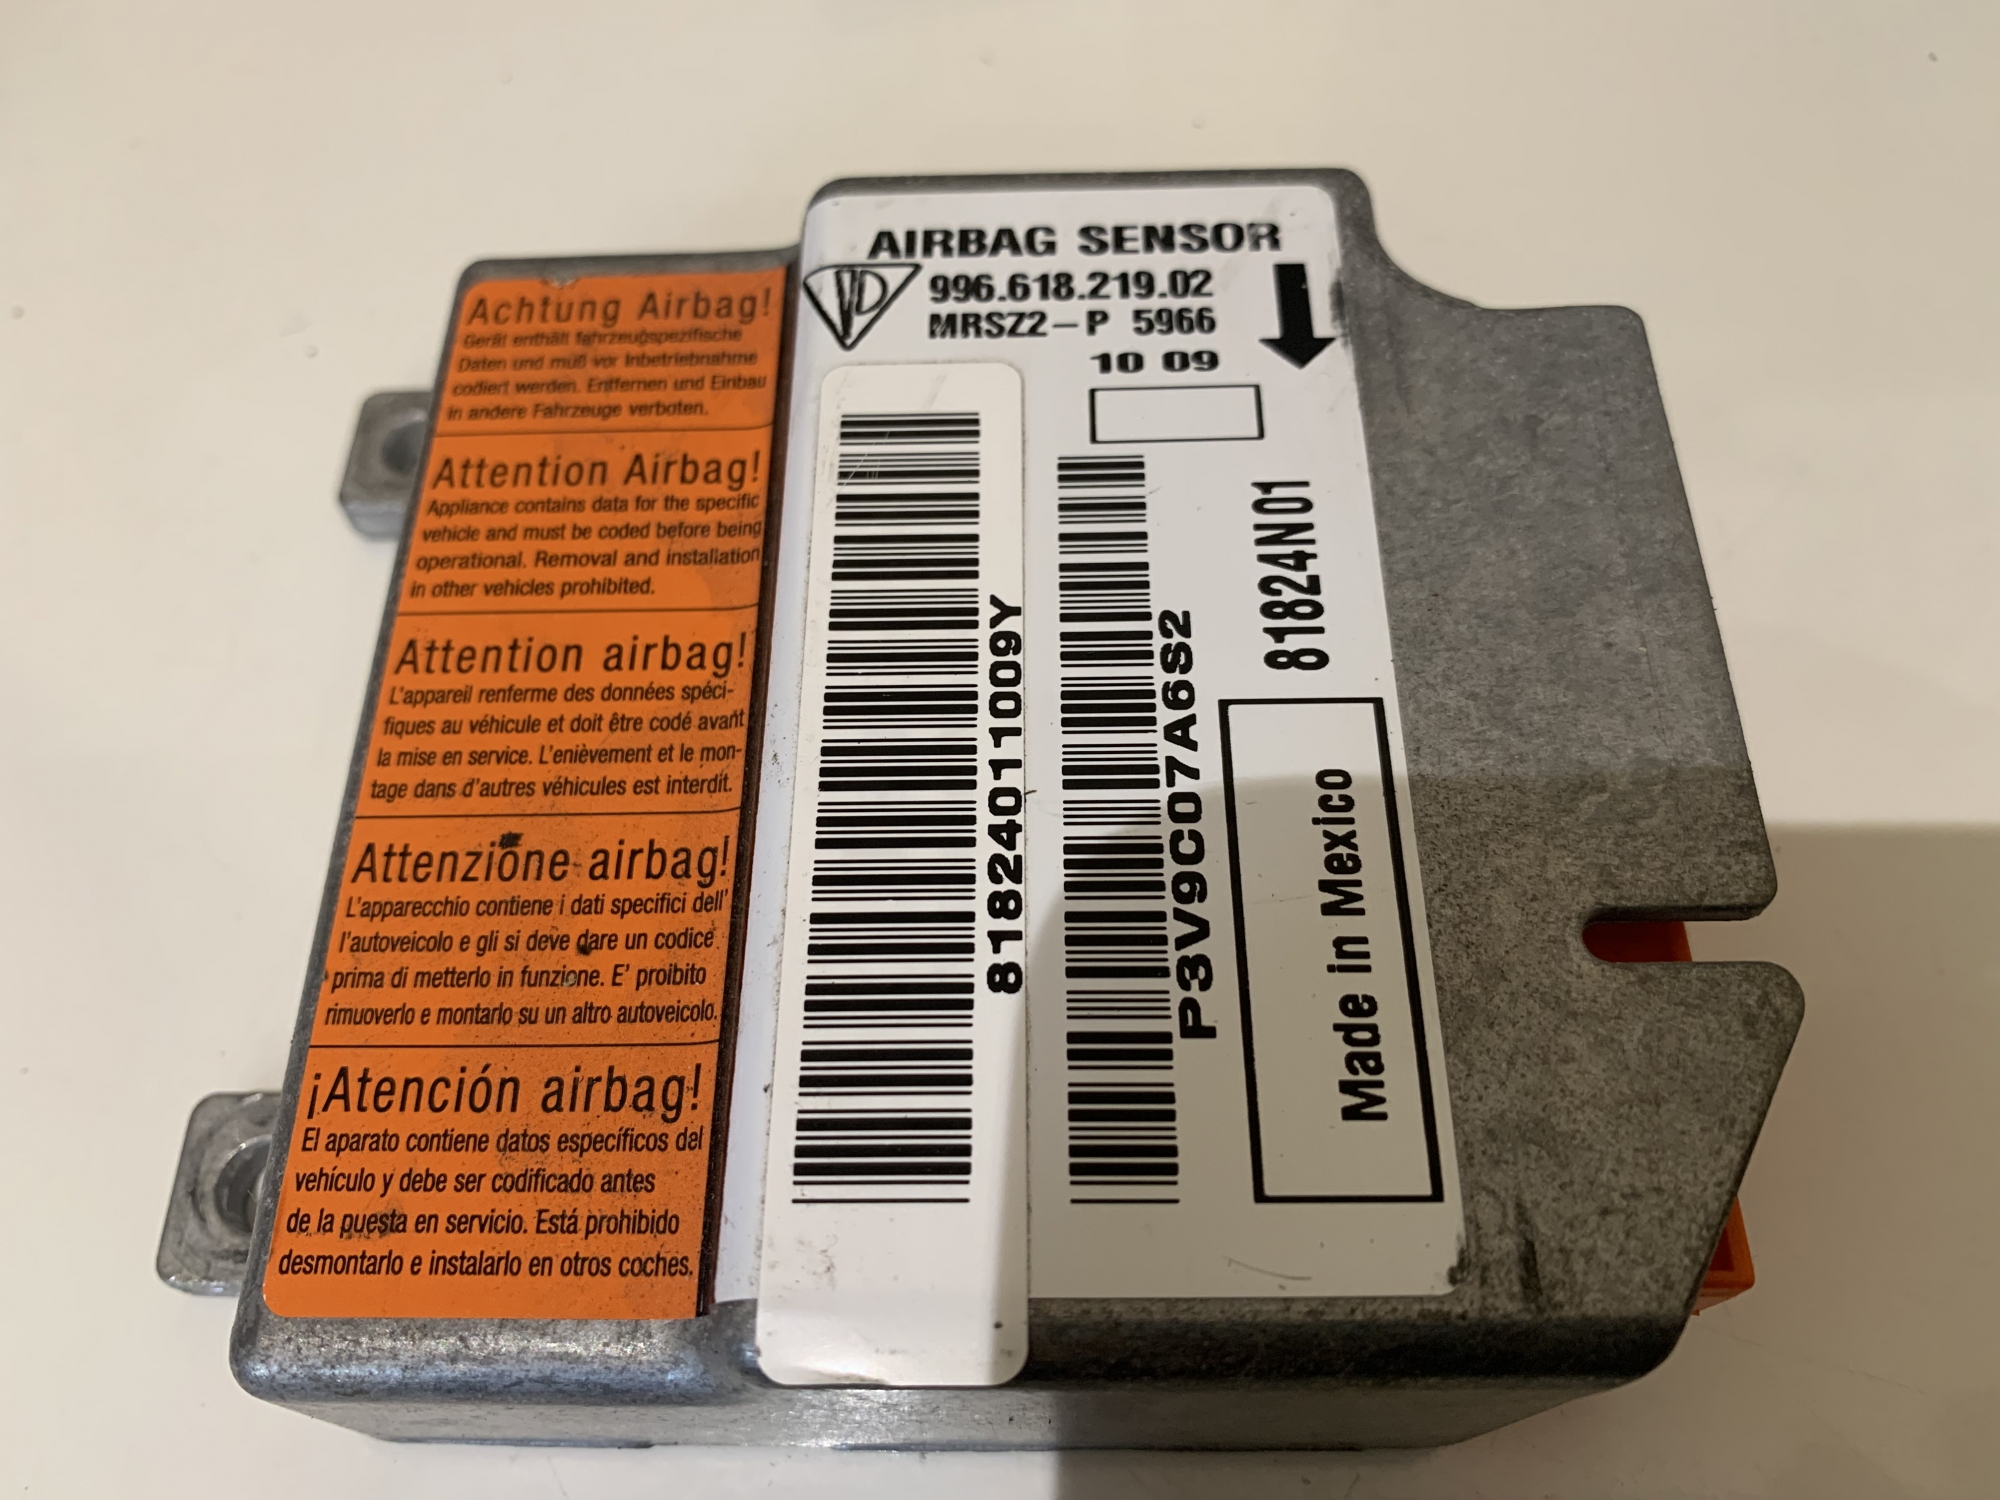 Achtung Airbag!
Gerät enthält fahrzeugspezifische
Daten und muß vor Inbetriebnahme
codiert werden. Entfernen und Einbau
in andere Fahrzeuge verboten.
Attention Airbag!
Appliance contains data for the specific
vehicle and must be coded before being
operational. Removal and installation
in other vehicles prohibited.
Attention airbag!
L'appareil renferme des données spéci-
fiques au véhicule et doit être codé avant
la mise en service. L'enièvement et le mon-
tage dans d'autres véhicules est interdit.
Attenzione airbag!
L'apparecchio contiene i dati specifici dell'
l'autoveicolo e gli si deve dare un codice
prima di metterlo in funzione. E' proibito
rimuoverlo e montarlo su un altro autoveicolo.
¡Atención airbag!
El aparato contiene datos específicos del
vehículo y debe ser codificado antes
de la puesta en servicio. Está prohibido
desmontarlo e instalarlo en otros coches.
AIRBAG SENSOR
996.618.219.02
MRSZ2-P 5966
10 09
818240110009Y
P3V9C07A6S2
81824N01
Made in Mexico